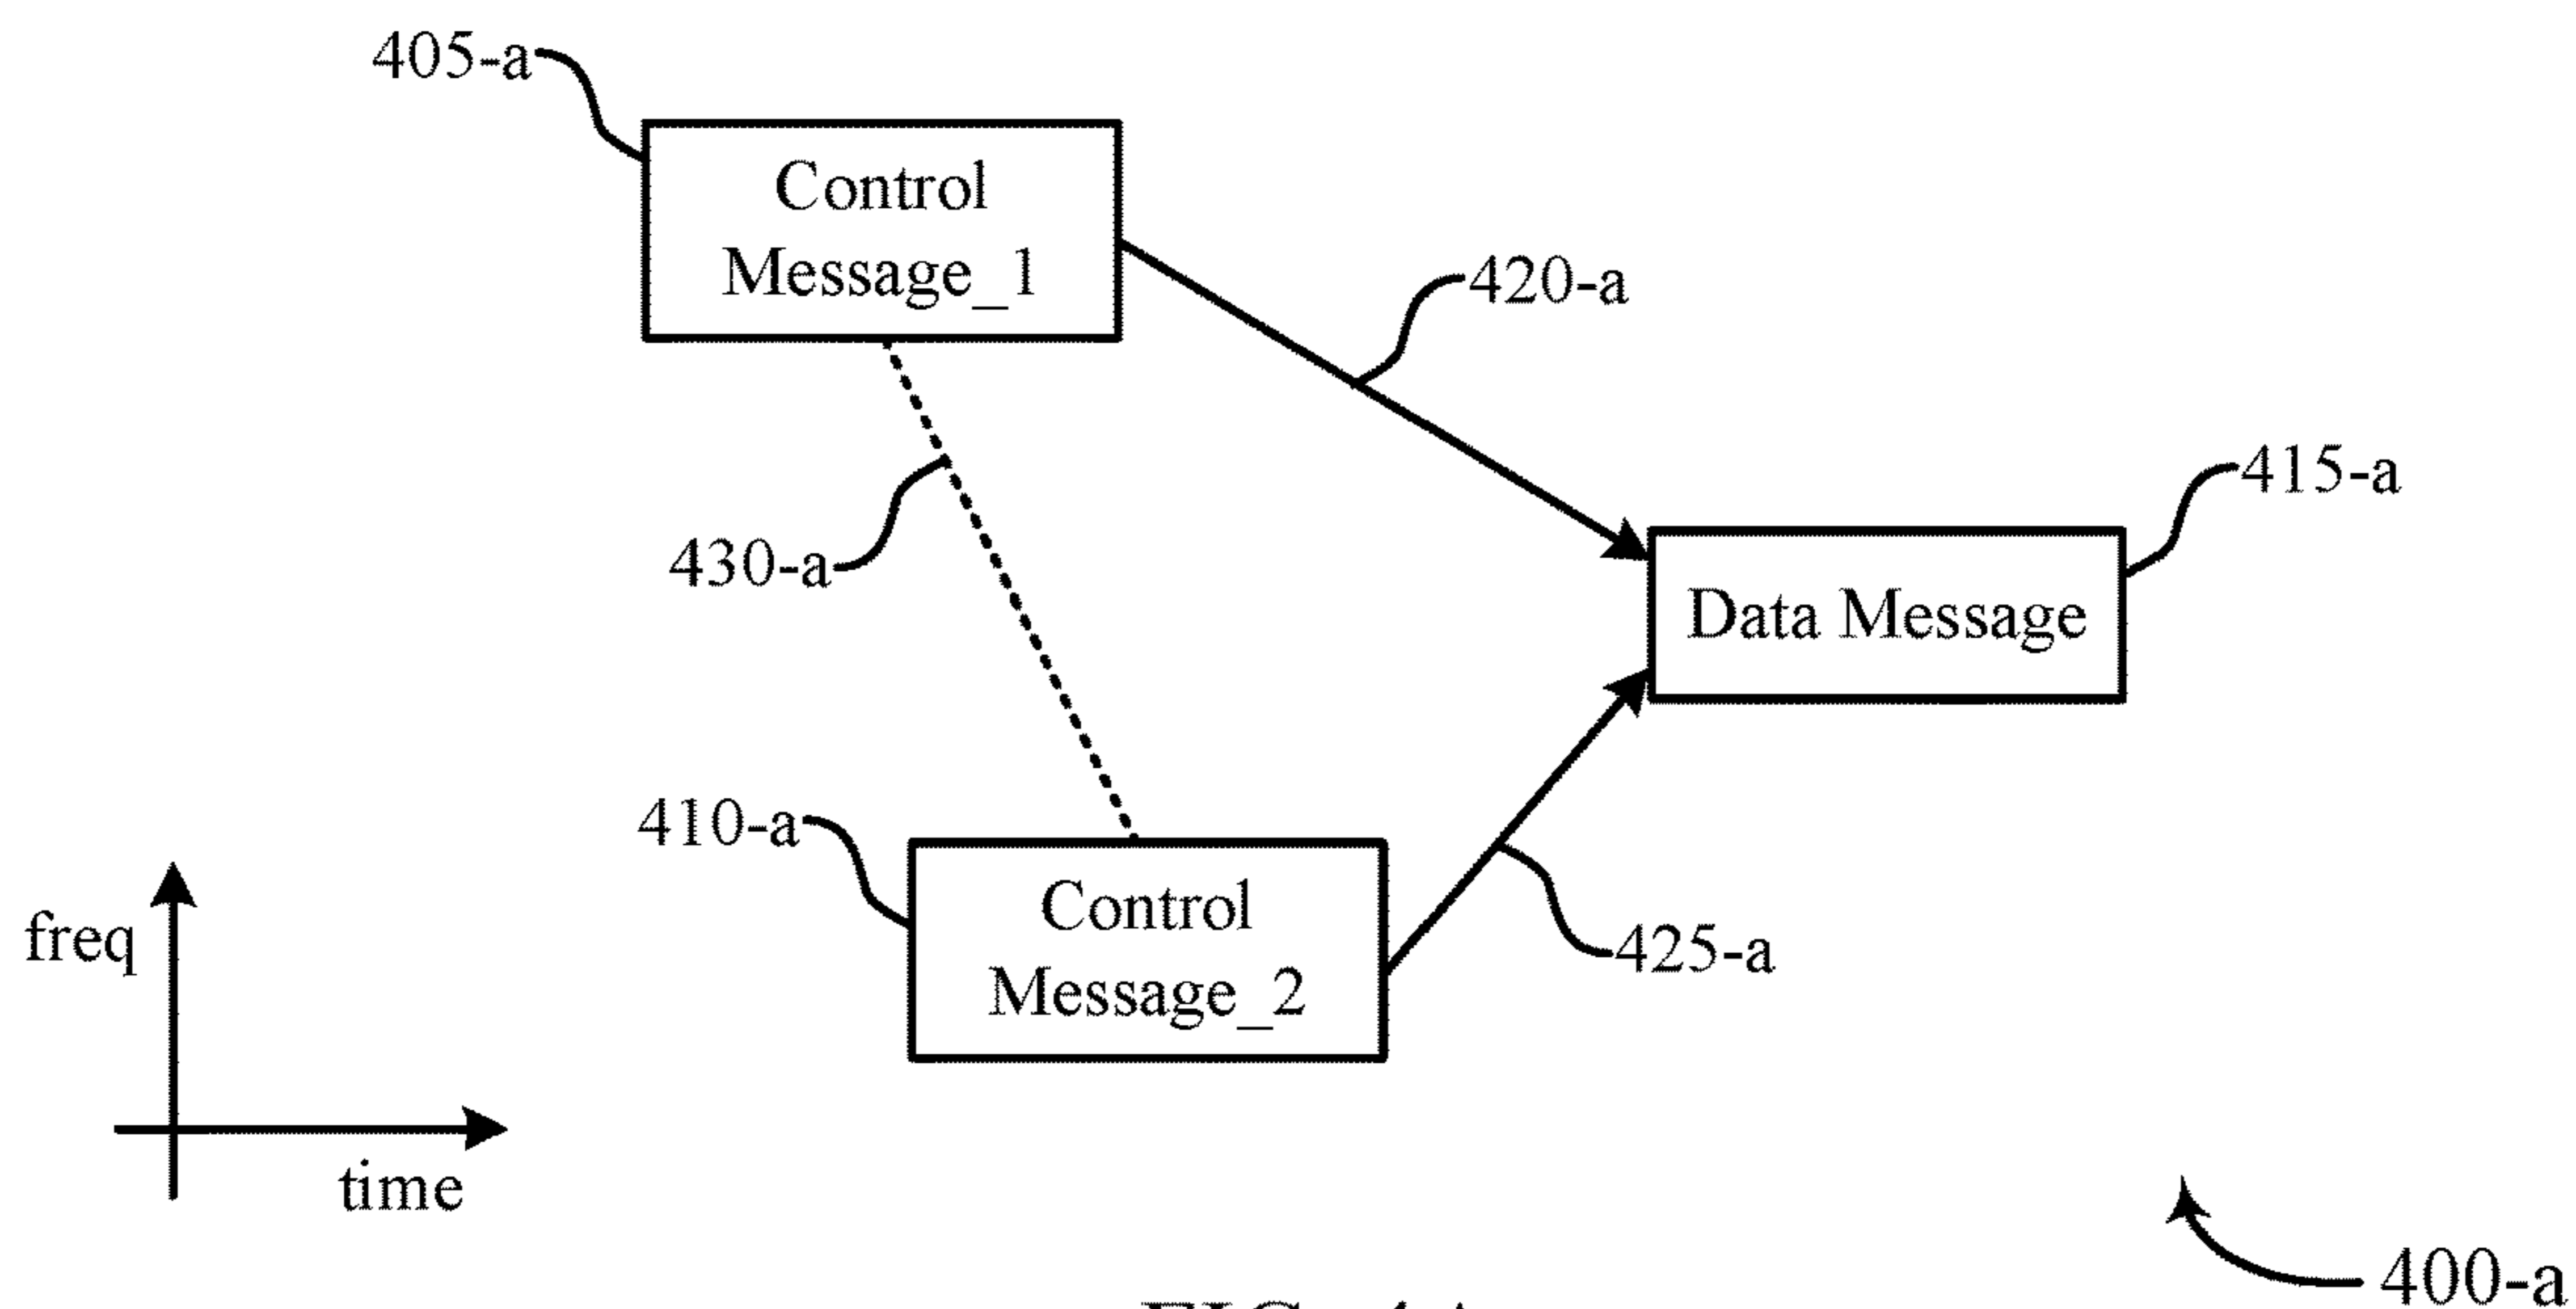 405-a
Control
Message_1
420-a
430-a
415-a
Data Message
410-a
Control
Message_2
425-a
freq
time
400-a